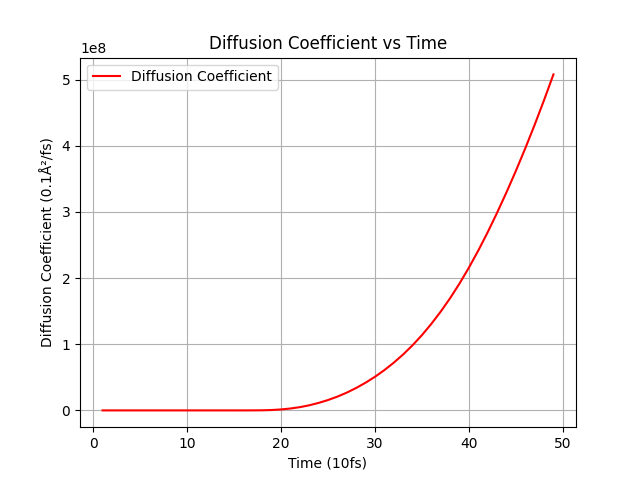 Diffusion Coefficient vs Time
1e8
Diffusion Coefficient
5
4
3
2
1
0
Diffusion Coefficient (0.1Å²/fs)
0 10 20 30 40 50
Time (10fs)